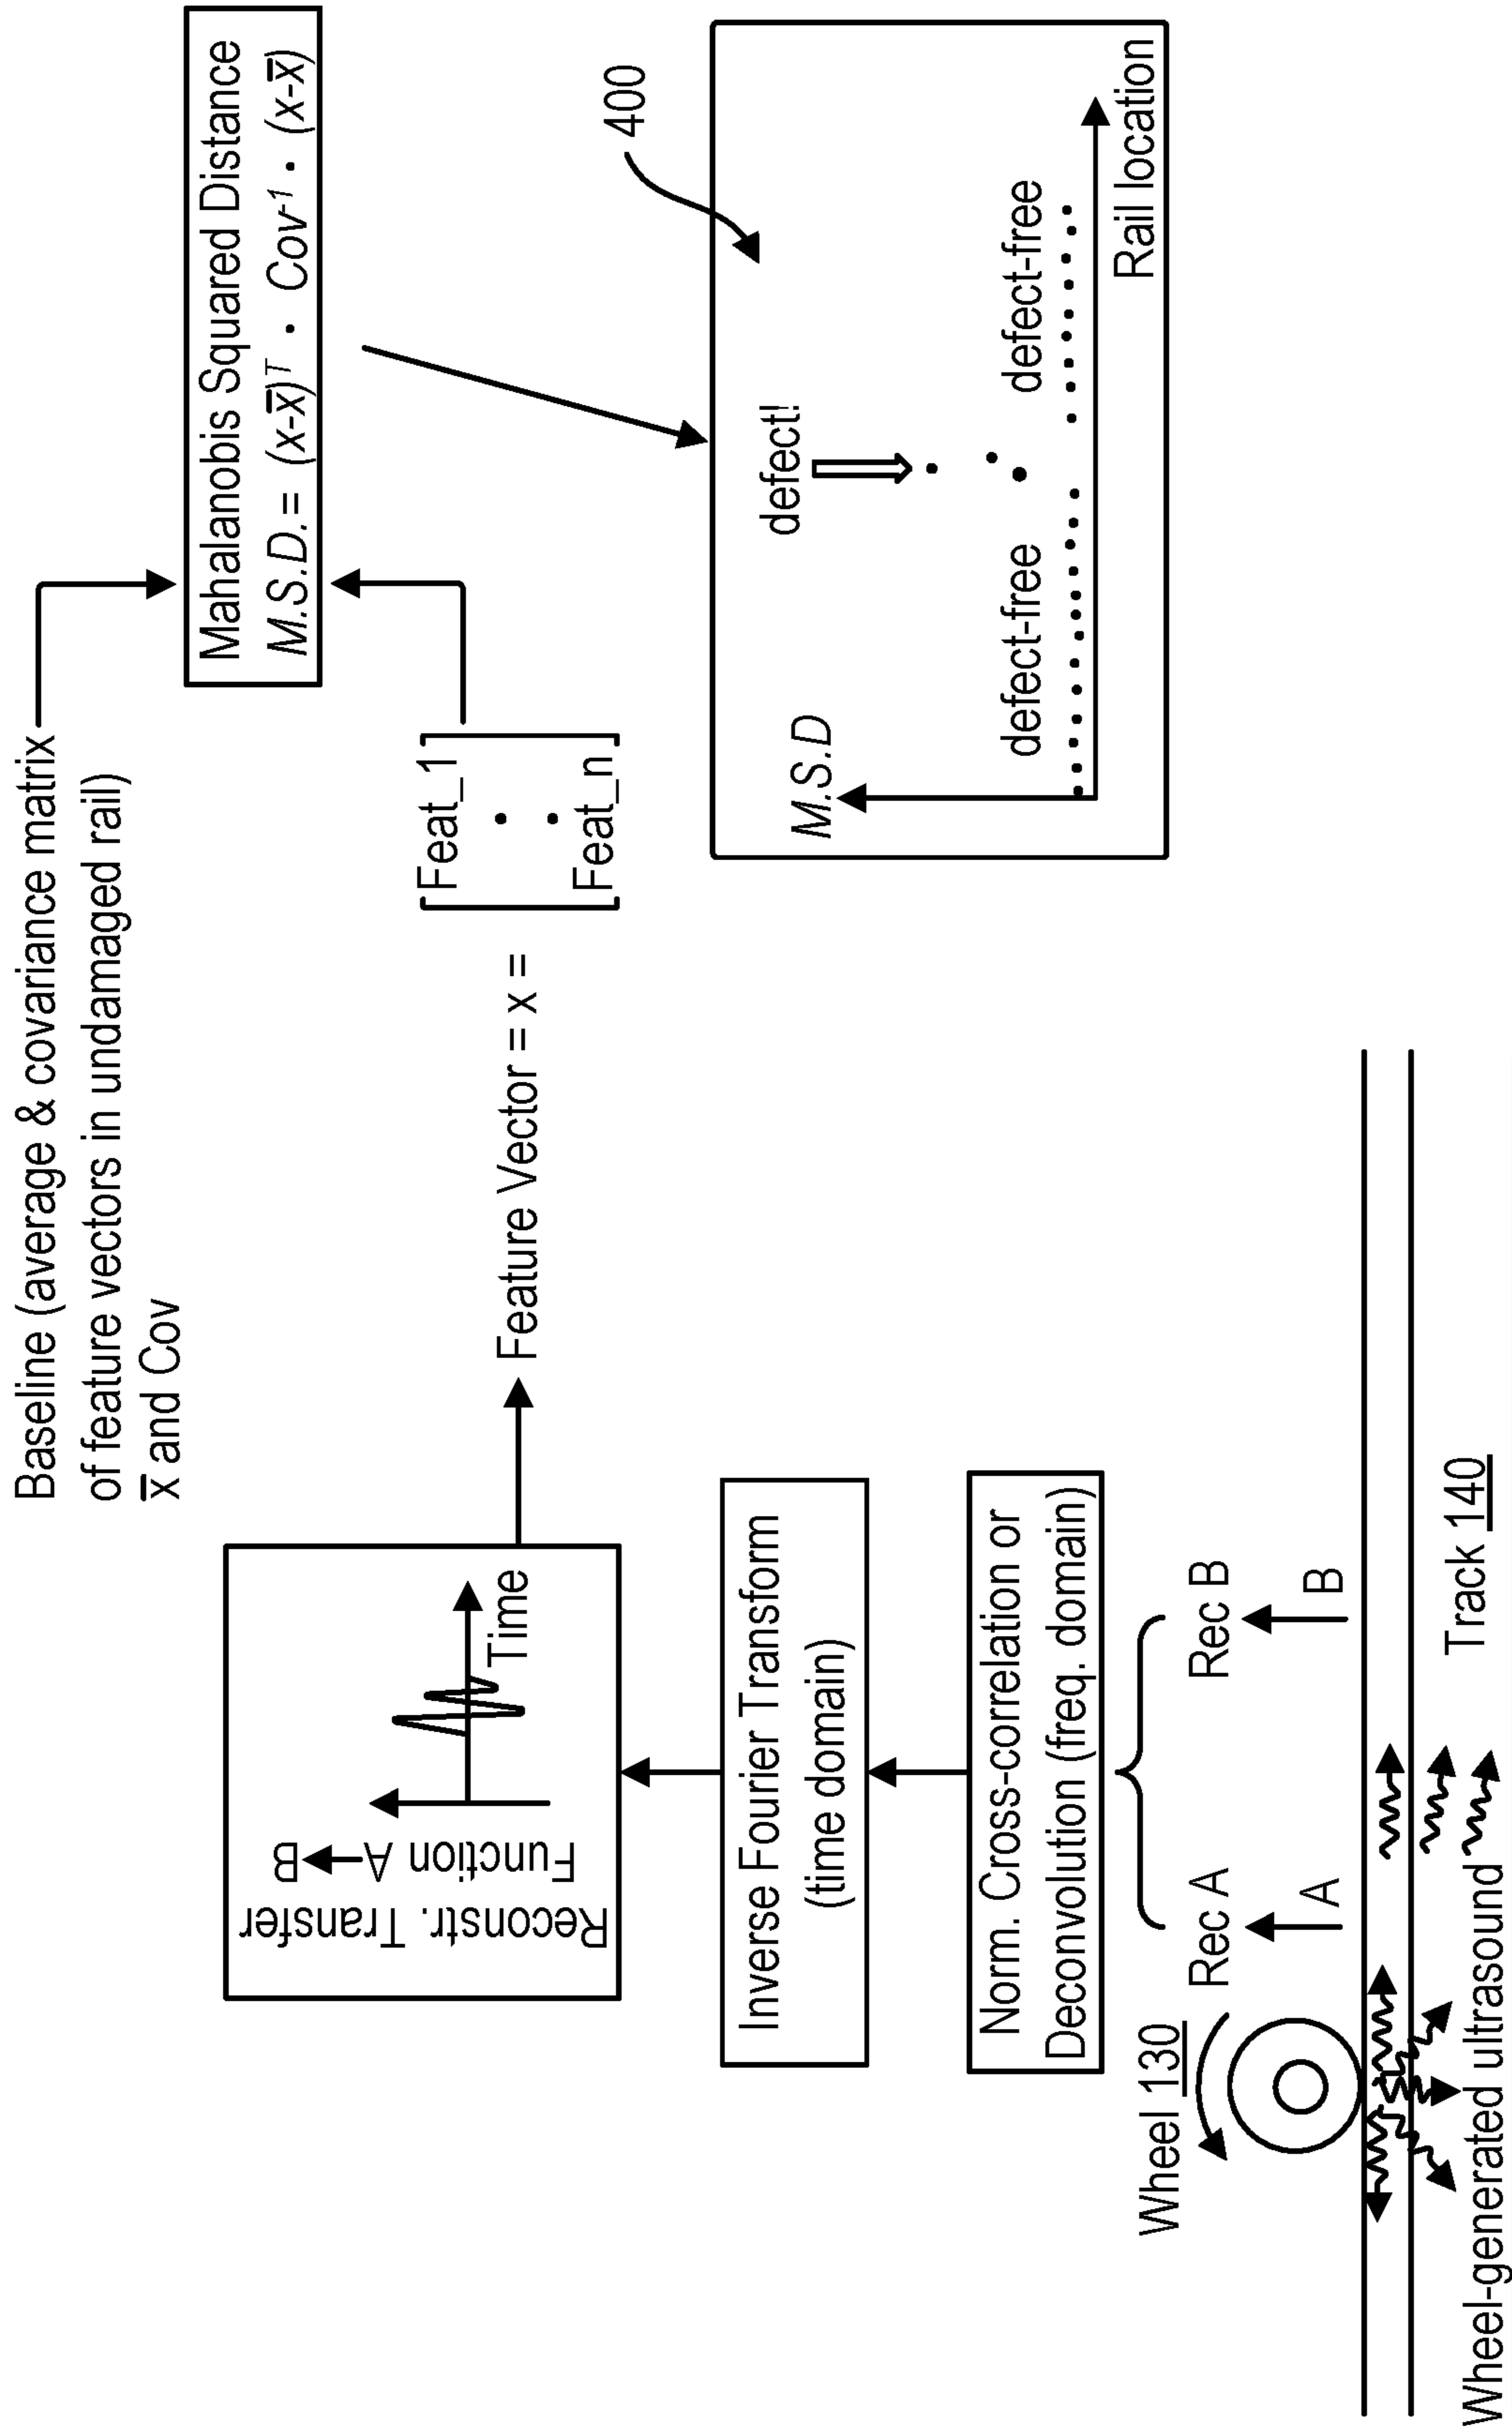 Baseline (average & covariance matrix
of feature vectors in undamaged rail)
x̅ and Cov
Mahalanobis Squared Distance
M.S.D. = (x-x̅)ᵀ · Cov⁻¹ · (x-x̅)
Reconstr. Transfer
Function A→B
Time
Feature Vector = x =
Feat_1
Feat_n
Inverse Fourier Transform
(time domain)
Norm. Cross-correlation or
Deconvolution (freq. domain)
400
M.S.D
defect!
defect-free
defect-free
Rail location
Wheel 130
Rec A
Rec B
A
B
Track 140
Wheel-generated ultrasound